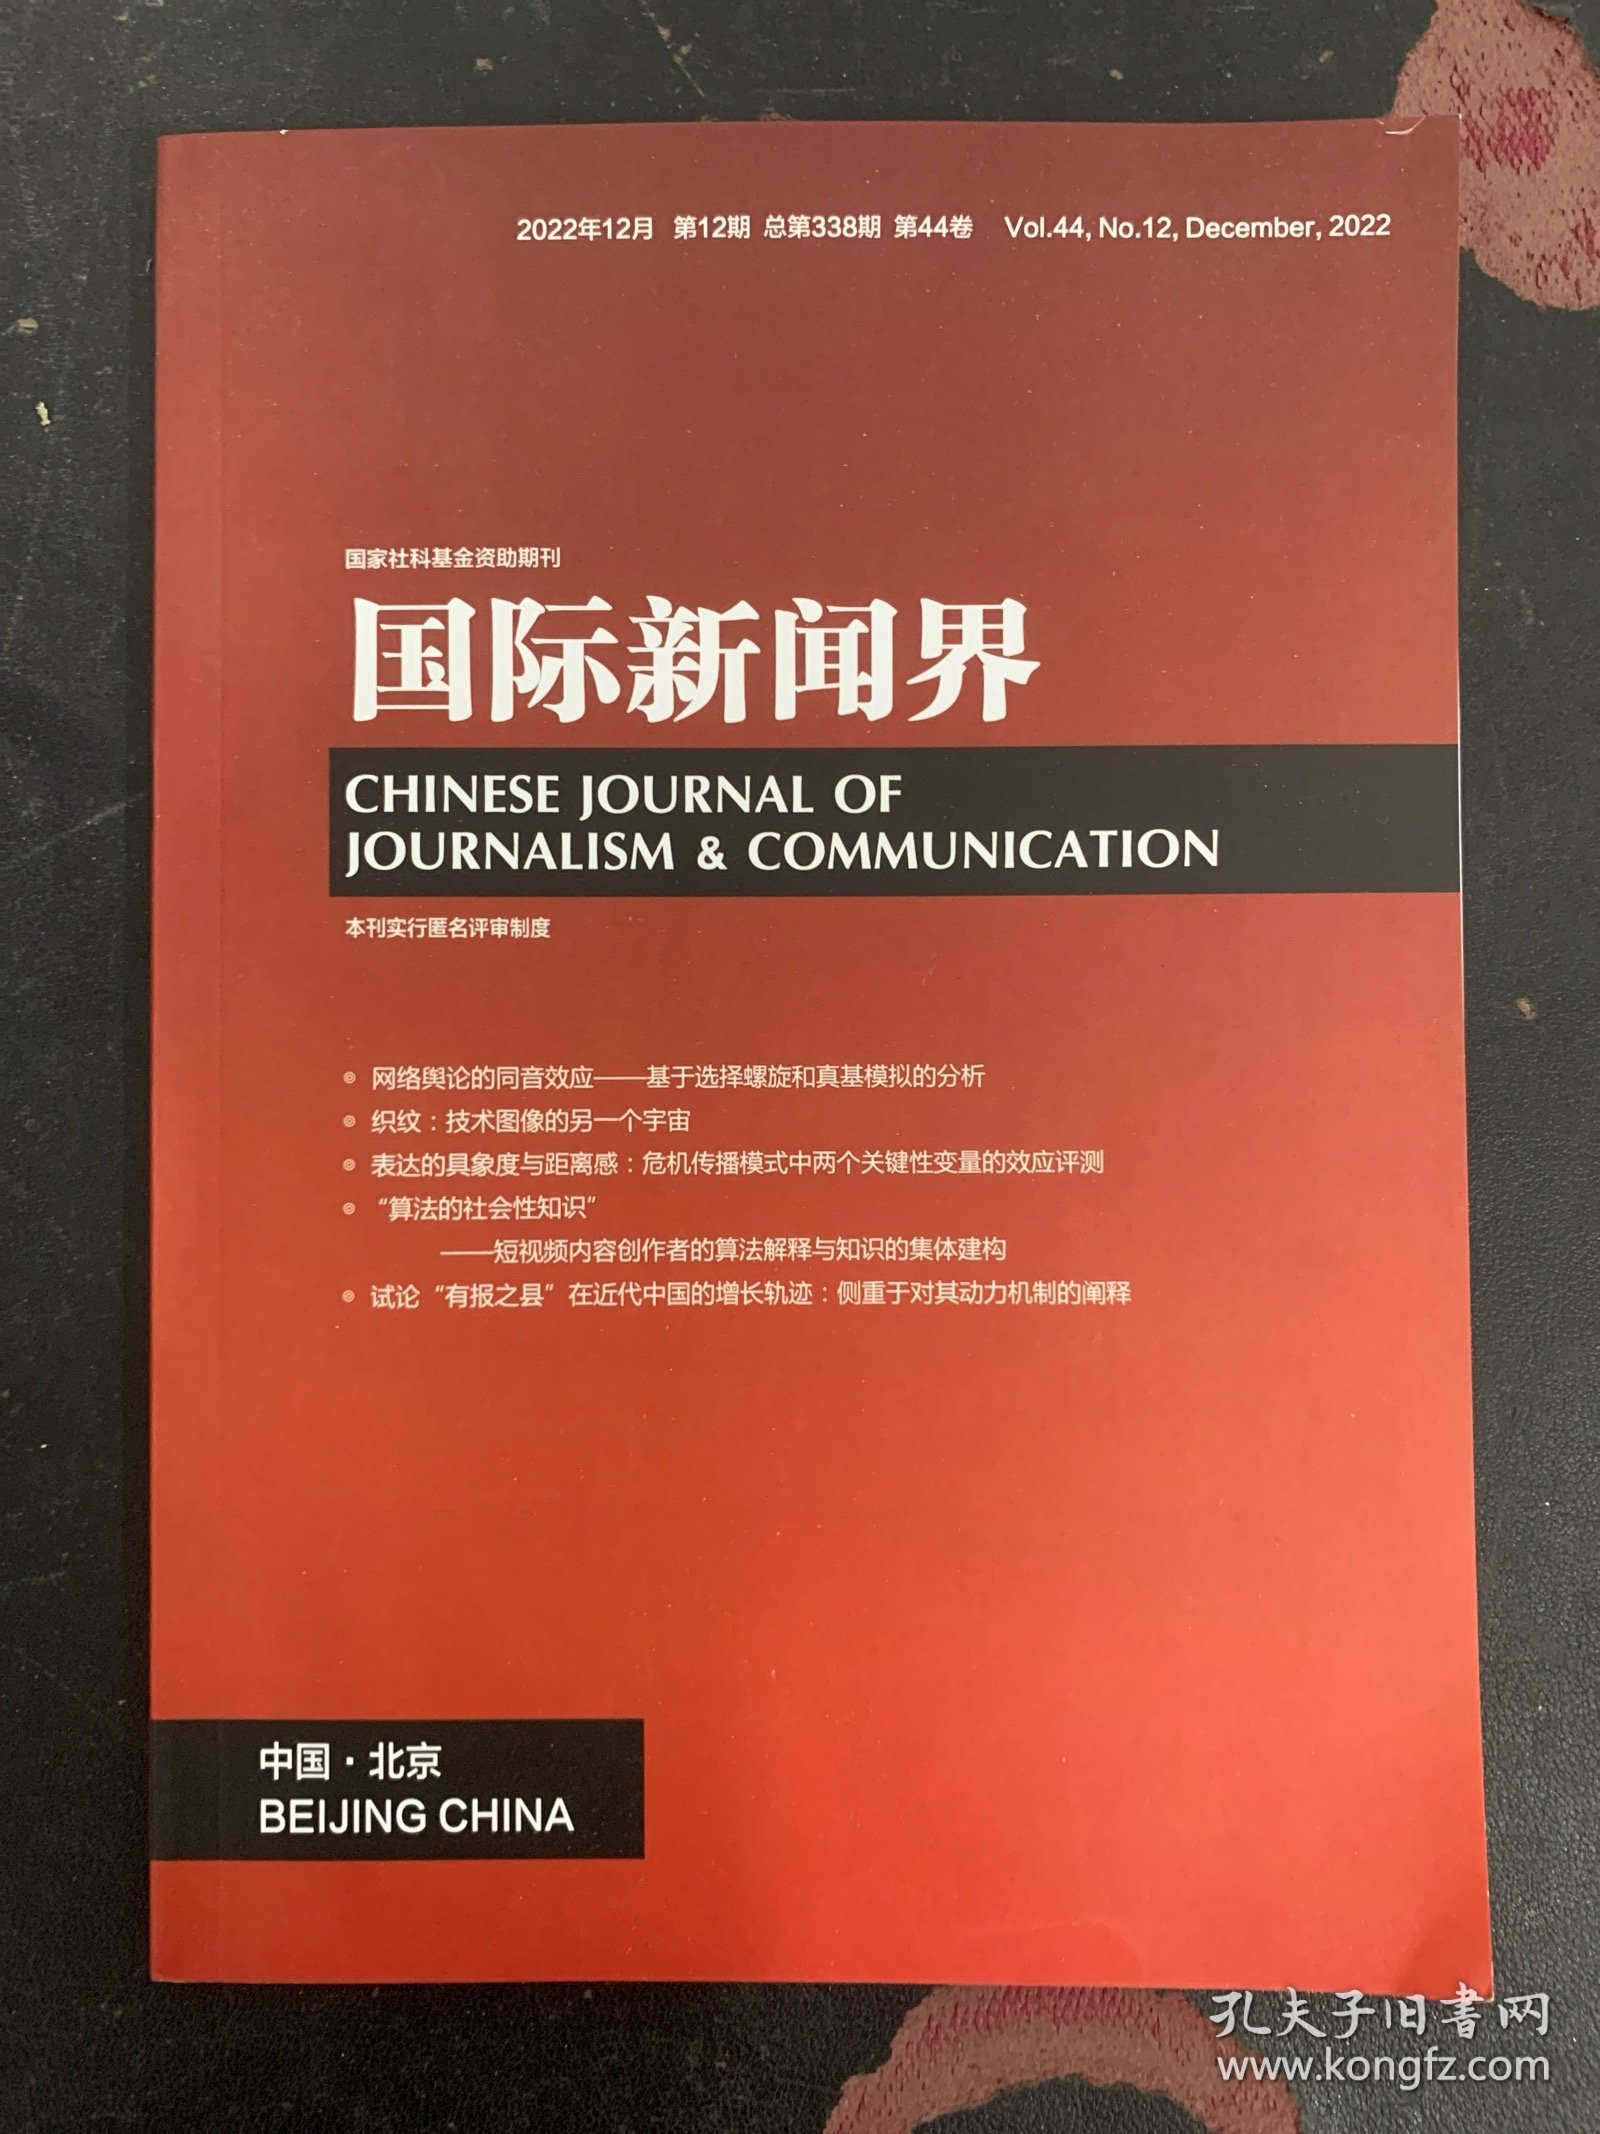 2022年12月 第12期 总第338期 第44卷 Vol.44, No.12, December, 2022
国家社科基金资助期刊
国际新闻界
CHINESE JOURNAL OF
JOURNALISM & COMMUNICATION
本刊实行匿名评审制度
网络舆论的同音效应——基于选择螺旋和真基模拟的分析
织纹：技术图像的另一个宇宙
表达的具象度与距离感：危机传播模式中两个关键性变量的效应评测
“算法的社会性知识”
——短视频内容创作者的算法解释与知识的集体建构
试论“有报之县”在近代中国的增长轨迹：侧重于对其动力机制的阐释
中国·北京
BEIJING CHINA
孔夫子旧书网
www.kongfz.com